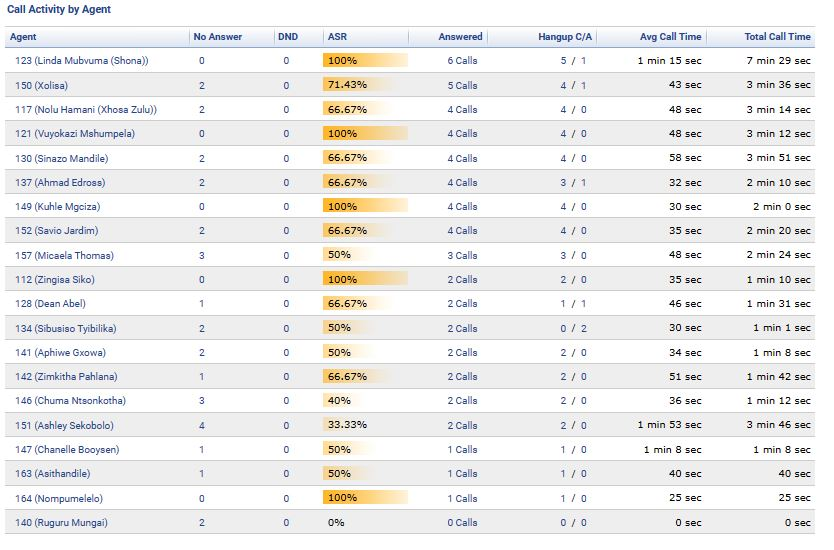 Call Activity by Agent
Agent No Answer DND ASR Answered Hangup C/A Avg Call Time Total Call Time
123 (Linda Mubvuma (Shona)) 0 0 100% 6 Calls 5 / 1 1 min 15 sec 7 min 29 sec
150 (Xolisa) 2 0 71.43% 5 Calls 4 / 1 43 sec 3 min 36 sec
117 (Nolu Hamani (Xhosa Zulu)) 2 0 66.67% 4 Calls 4 / 0 48 sec 3 min 14 sec
121 (Vuyokazi Mshumpela) 0 0 100% 4 Calls 4 / 0 48 sec 3 min 12 sec
130 (Sinazo Mandile) 2 0 66.67% 4 Calls 4 / 0 58 sec 3 min 51 sec
137 (Ahmad Edross) 2 0 66.67% 4 Calls 3 / 1 32 sec 2 min 10 sec
149 (Kuhle Mgciza) 0 0 100% 4 Calls 4 / 0 30 sec 2 min 0 sec
152 (Savio Jardim) 2 0 66.67% 4 Calls 4 / 0 35 sec 2 min 20 sec
157 (Micaela Thomas) 3 0 50% 3 Calls 3 / 0 48 sec 2 min 24 sec
112 (Zingisa Siko) 0 0 100% 2 Calls 2 / 0 35 sec 1 min 10 sec
128 (Dean Abel) 1 0 66.67% 2 Calls 1 / 1 46 sec 1 min 31 sec
134 (Sibusiso Tyibilika) 2 0 50% 2 Calls 0 / 2 30 sec 1 min 1 sec
141 (Aphiwe Gxowa) 2 0 50% 2 Calls 2 / 0 34 sec 1 min 8 sec
142 (Zimkitha Pahlana) 1 0 66.67% 2 Calls 2 / 0 51 sec 1 min 42 sec
146 (Chuma Ntsonkotha) 3 0 40% 2 Calls 2 / 0 36 sec 1 min 12 sec
151 (Ashley Sekobolo) 4 0 33.33% 2 Calls 2 / 0 1 min 53 sec 3 min 46 sec
147 (Chanelle Booysen) 1 0 50% 1 Calls 1 / 0 1 min 8 sec 1 min 8 sec
163 (Asithandile) 1 0 50% 1 Calls 1 / 0 40 sec 40 sec
164 (Nompumelelo) 0 0 100% 1 Calls 1 / 0 25 sec 25 sec
140 (Ruguru Mungai) 2 0 0% 0 Calls 0 / 0 0 sec 0 sec